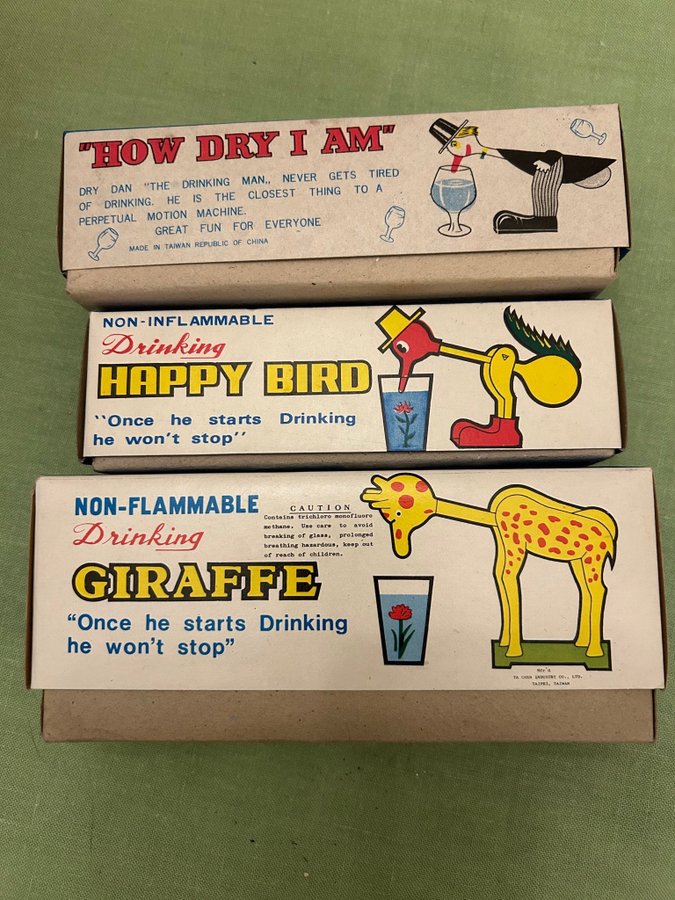 "HOW DRY I AM"
DRY DAN "THE DRINKING MAN,, NEVER GETS TIRED
OF DRINKING. HE IS THE CLOSEST THING TO A
PERPETUAL MOTION MACHINE.
GREAT FUN FOR EVERYONE
MADE IN TAIWAN REPUBLIC OF CHINA
NON-INFLAMMABLE
Drinking
HAPPY BIRD
"Once he starts Drinking
he won't stop"
NON-FLAMMABLE
Drinking
GIRAFFE
"Once he starts Drinking
he won't stop"
CAUTION
Contains trichloro monofluoro
methane. Use care to avoid
breaking of glass, prolonged
breathing hazardous, keep out
of reach of children.
Mfr'd
INDUSTRY CO., LTD.
TAIPEI, TAIWAN